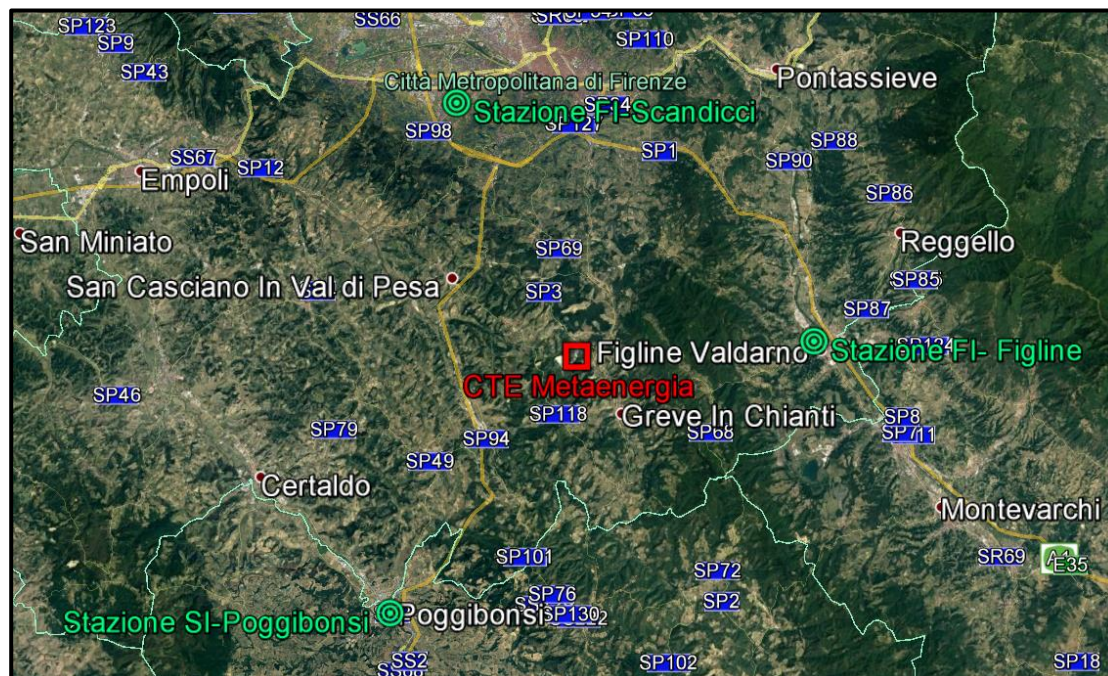 SP123
SS66
SP110
SP9
SP43
Pontassieve
Città Metropolitana di Firenze
Stazione FI-Scandicci
SP98
SP127
SP1
SP88
SP90
SS67
SP12
Empoli
SP86
San Miniato
SP69
Reggello
San Casciano In Val di Pesa
SP3
SP85
SP87
Figline Valdarno
Stazione FI- Figline
CTE Metaenergia
SP46
SP118
Greve In Chianti
SP8
SP79
SP94
SP68
SP7
11
SP49
Certaldo
Montevarchi
SP101
SR69
E35
SP72
SP76
SP2
Stazione SI-Poggibonsi
Poggibonsi
SP130
SS2
SP102
SP18